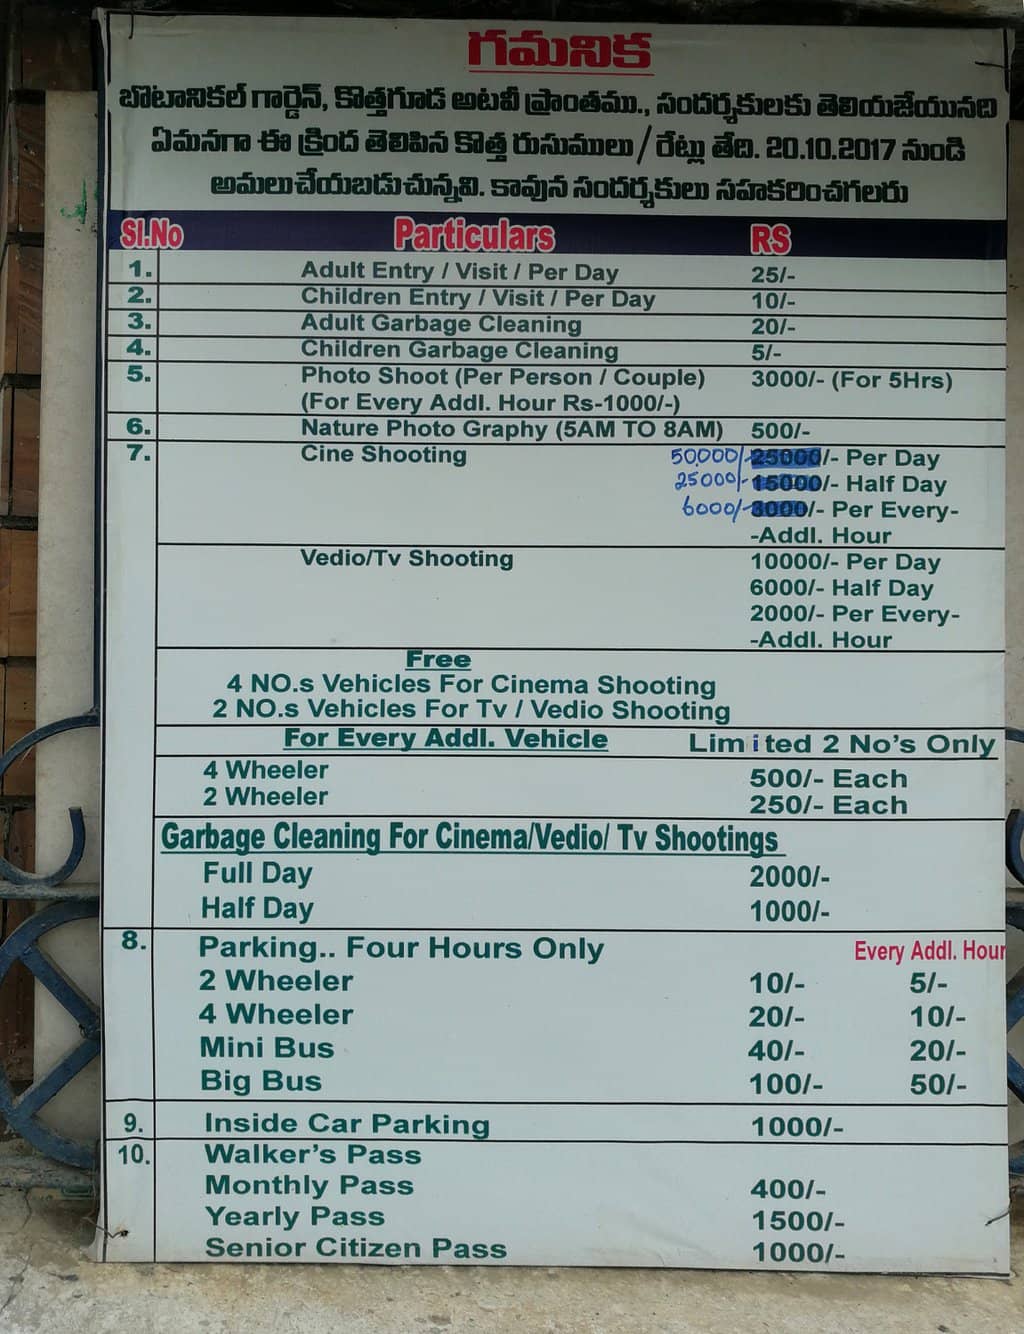 గమనిక
బొటానికల్ గార్డెన్, కొత్తగూడ అటవీ ప్రాంతము., సందర్శకులకు తెలియజేయునది
ఏమనగా ఈ క్రింద తెలిపిన కొత్త రుసుములు / రేట్లు తేది. 20.10.2017 నుండి
అమలుచేయబడుచున్నవి. కావున సందర్శకులు సహకరించగలరు
Sl.No Particulars RS
1. Adult Entry / Visit / Per Day 25/-
2. Children Entry / Visit / Per Day 10/-
3. Adult Garbage Cleaning 20/-
4. Children Garbage Cleaning 5/-
5. Photo Shoot (Per Person / Couple) 3000/- (For 5Hrs)
(For Every Addl. Hour Rs-1000/-)
6. Nature Photo Graphy (5AM TO 8AM) 500/-
7. Cine Shooting 50,000/- 25000/- Per Day
25000/- 15000/- Half Day
6000/- 3000/- Per Every-
-Addl. Hour
Vedio/Tv Shooting 10000/- Per Day
6000/- Half Day
2000/- Per Every-
-Addl. Hour
Free
4 NO.s Vehicles For Cinema Shooting
2 NO.s Vehicles For Tv / Vedio Shooting
For Every Addl. Vehicle Limited 2 No's Only
4 Wheeler 500/- Each
2 Wheeler 250/- Each
Garbage Cleaning For Cinema/Vedio/ Tv Shootings
Full Day 2000/-
Half Day 1000/-
8. Parking.. Four Hours Only Every Addl. Hour
2 Wheeler 10/- 5/-
4 Wheeler 20/- 10/-
Mini Bus 40/- 20/-
Big Bus 100/- 50/-
9. Inside Car Parking 1000/-
10. Walker's Pass
Monthly Pass 400/-
Yearly Pass 1500/-
Senior Citizen Pass 1000/-